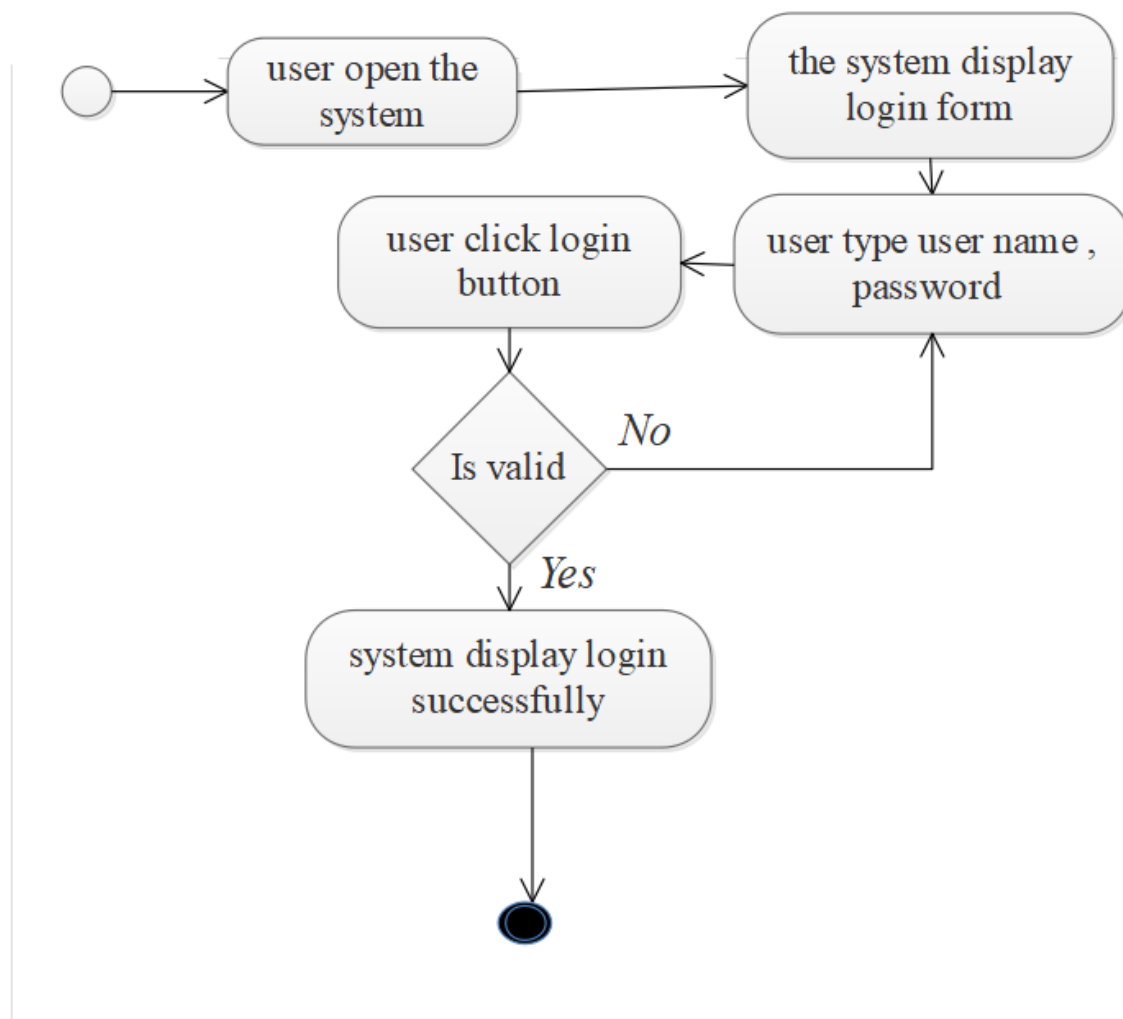 user open the
system
the system display
login form
user type user name ,
password
user click login
button
Is valid
No
Yes
system display login
successfully